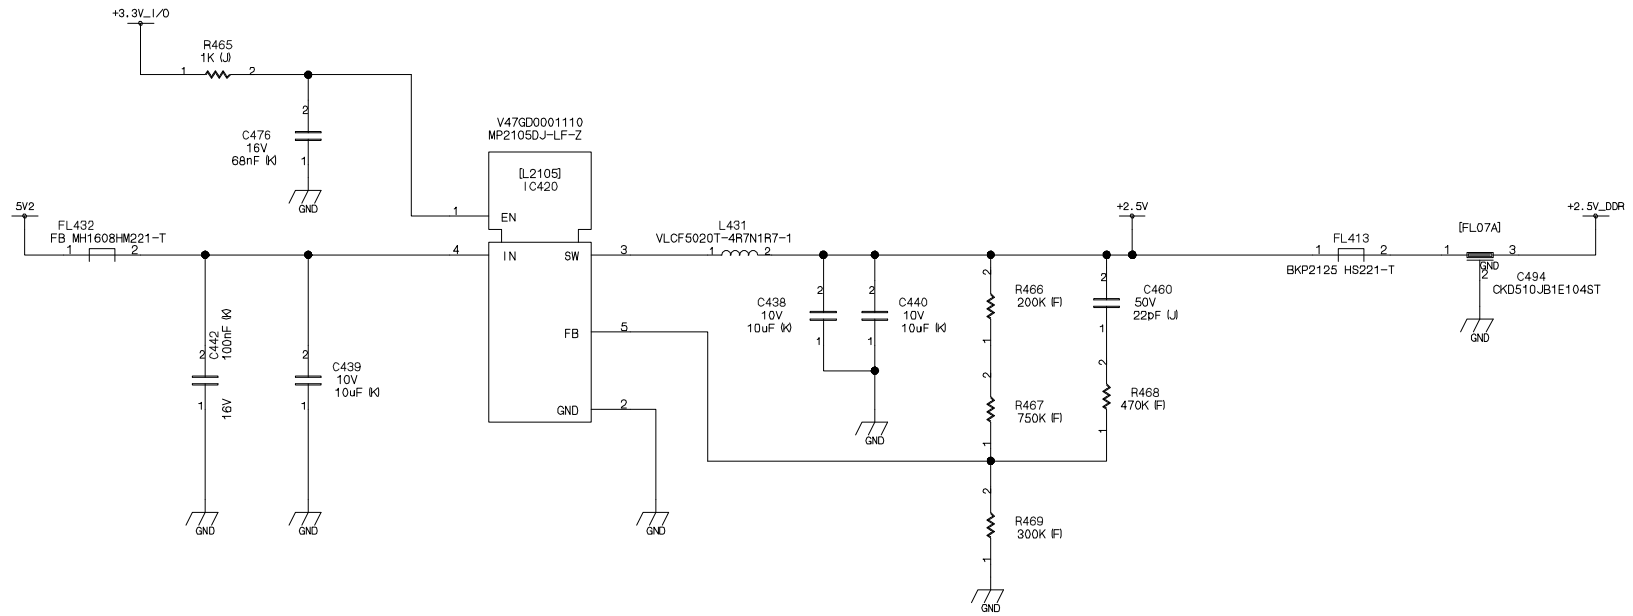 +3.3V_I/O
R465
1K (J)
1
2
2
C476
16V
68nF (K)
1
GND
V47GD0001110
MP2105DJ-LF-Z
[L2105]
IC420
1
EN
5V2
FL432
FB MH1608HM221-T
1
2
4
IN
SW
3
FB
5
GND
2
GND
2
C442
100nF (K)
1
16V
GND
2
C439
10V
10uF (K)
1
GND
L431
VLCF5020T-4R7N1R7-1
1
2
2
C438
10V
10uF (K)
1
2
C440
10V
10uF (K)
1
GND
2
R466
200K (F)
1
2
R467
750K (F)
1
2
R469
300K (F)
1
GND
+2.5V
2
C460
50V
22pF (J)
1
2
R468
470K (F)
1
FL413
1
2
BKP2125 HS221-T
[FL07A]
1
3
GND
2
C494
CKD510JB1E104ST
GND
+2.5V_DDR